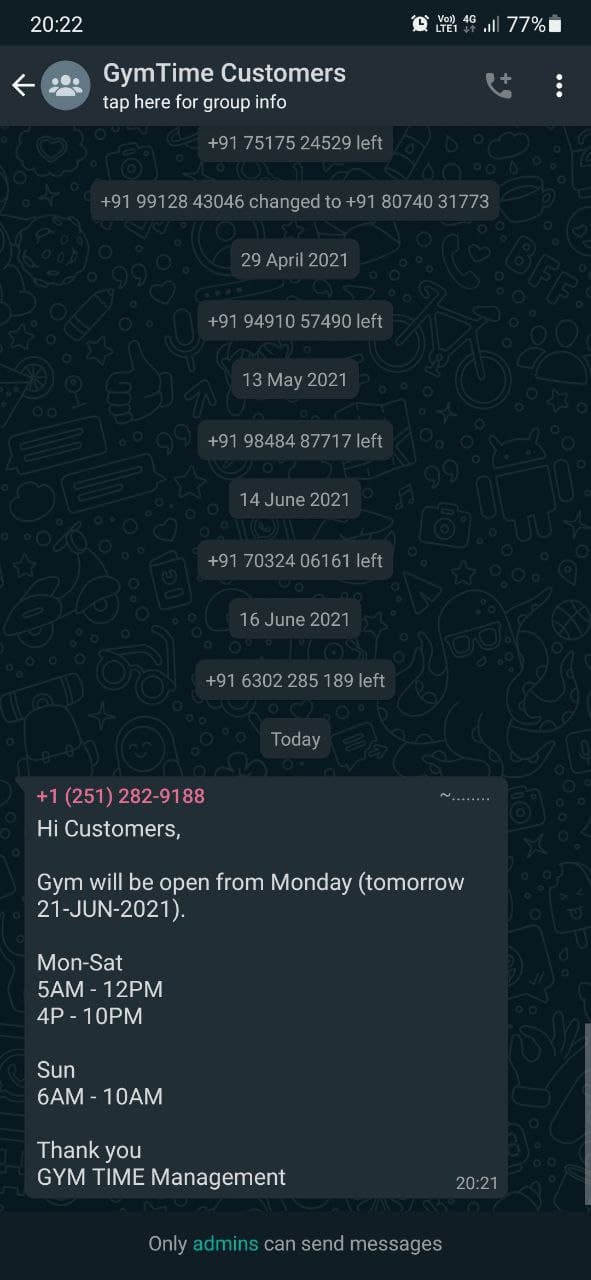 20:22
Vo)) 4G
LTE1
77%
GymTime Customers
tap here for group info
+91 75175 24529 left
+91 99128 43046 changed to +91 80740 31773
29 April 2021
+91 94910 57490 left
13 May 2021
+91 98484 87717 left
14 June 2021
+91 70324 06161 left
16 June 2021
+91 6302 285 189 left
Today
+1 (251) 282-9188 ~........
Hi Customers,
Gym will be open from Monday (tomorrow
21-JUN-2021).
Mon-Sat
5AM - 12PM
4P - 10PM
Sun
6AM - 10AM
Thank you
GYM TIME Management
20:21
Only admins can send messages